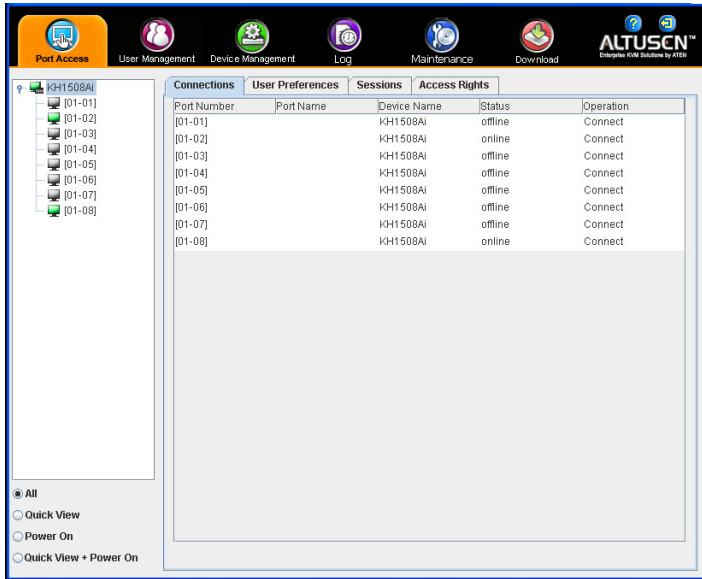 Port Access User Management Device Management Log Maintenance Download
ALTUSEN™
Enterprise KVM Solutions by ATEN
KH1508Ai
[01-01]
[01-02]
[01-03]
[01-04]
[01-05]
[01-06]
[01-07]
[01-08]
All
Quick View
Power On
Quick View + Power On
Connections User Preferences Sessions Access Rights
Port Number Port Name Device Name Status Operation
[01-01] KH1508Ai offline Connect
[01-02] KH1508Ai online Connect
[01-03] KH1508Ai offline Connect
[01-04] KH1508Ai offline Connect
[01-05] KH1508Ai offline Connect
[01-06] KH1508Ai offline Connect
[01-07] KH1508Ai offline Connect
[01-08] KH1508Ai online Connect